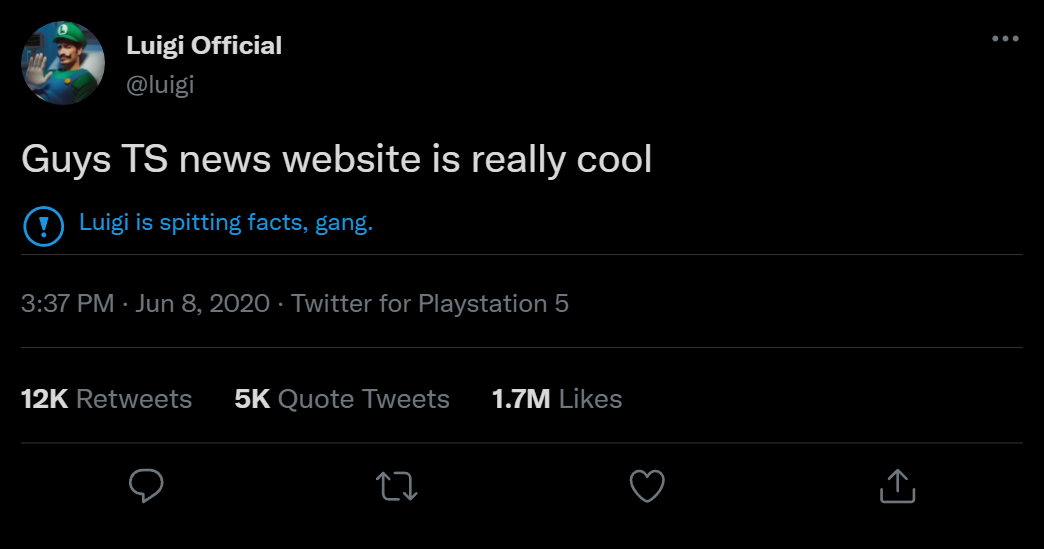 Luigi Official
@luigi
Guys TS news website is really cool
Luigi is spitting facts, gang.
3:37 PM · Jun 8, 2020 · Twitter for Playstation 5
12K Retweets 5K Quote Tweets 1.7M Likes